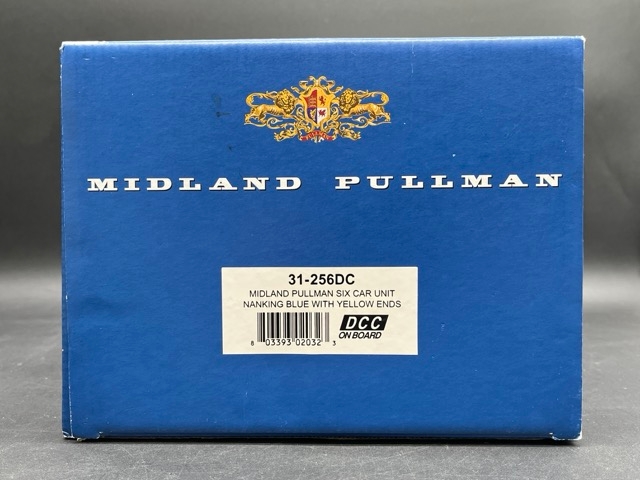 MIDLAND PULLMAN
31-256DC
MIDLAND PULLMAN SIX CAR UNIT
NANKING BLUE WITH YELLOW ENDS
8 03393 02032 3
DCC
ON BOARD